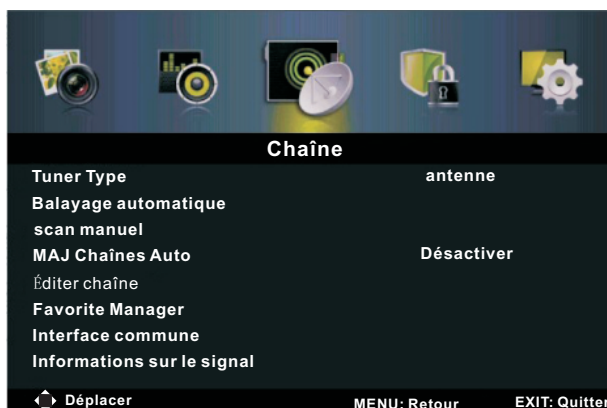 Chaîne
Tuner Type antenne
Balayage automatique
scan manuel
MAJ Chaînes Auto Désactiver
Éditer chaîne
Favorite Manager
Interface commune
Informations sur le signal
Déplacer MENU: Retour EXIT: Quitter